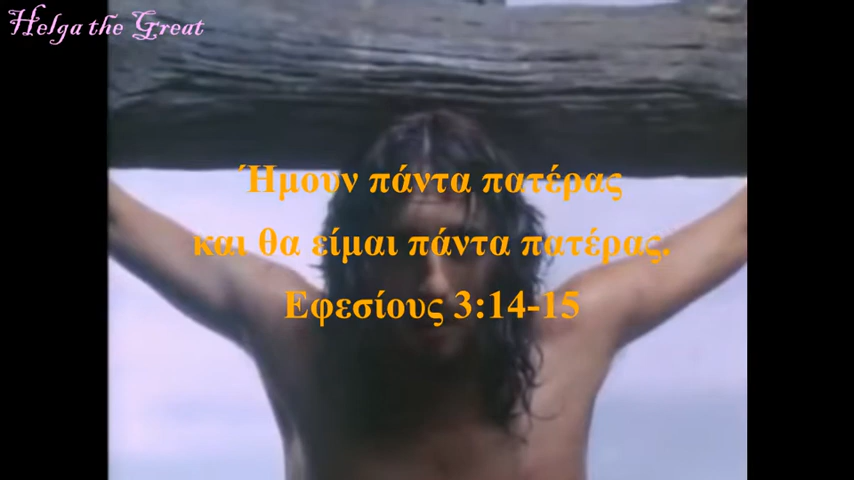 Helga the Great
Ήμουν πάντα πατέρας
και θα είμαι πάντα πατέρας.
Εφεσίους 3:14-15